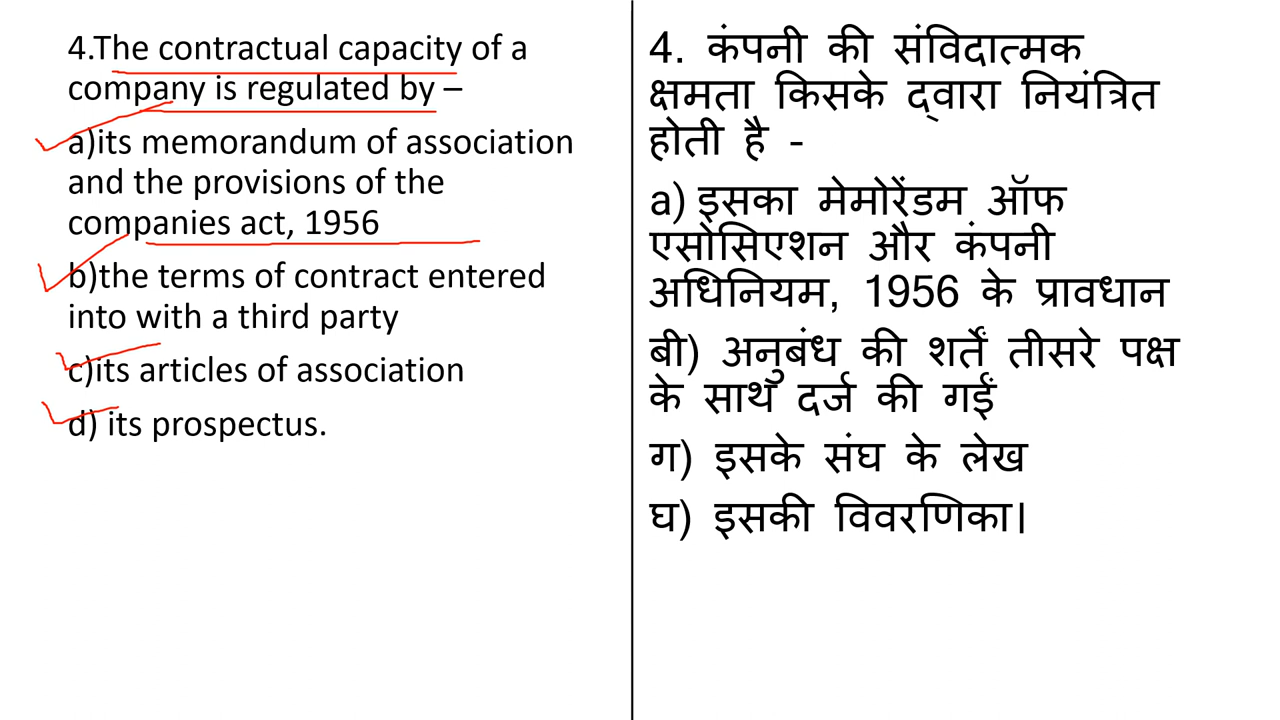 4.The contractual capacity of a
company is regulated by –
a)its memorandum of association
and the provisions of the
companies act, 1956
b)the terms of contract entered
into with a third party
c)its articles of association
d) its prospectus.
4. कंपनी की संविदात्मक
क्षमता किसके द्वारा नियंत्रित
होती है -
a) इसका मेमोरेंडम ऑफ
एसोसिएशन और कंपनी
अधिनियम, 1956 के प्रावधान
बी) अनुबंध की शर्तें तीसरे पक्ष
के साथ दर्ज की गईं
ग) इसके संघ के लेख
घ) इसकी विवरणिका।